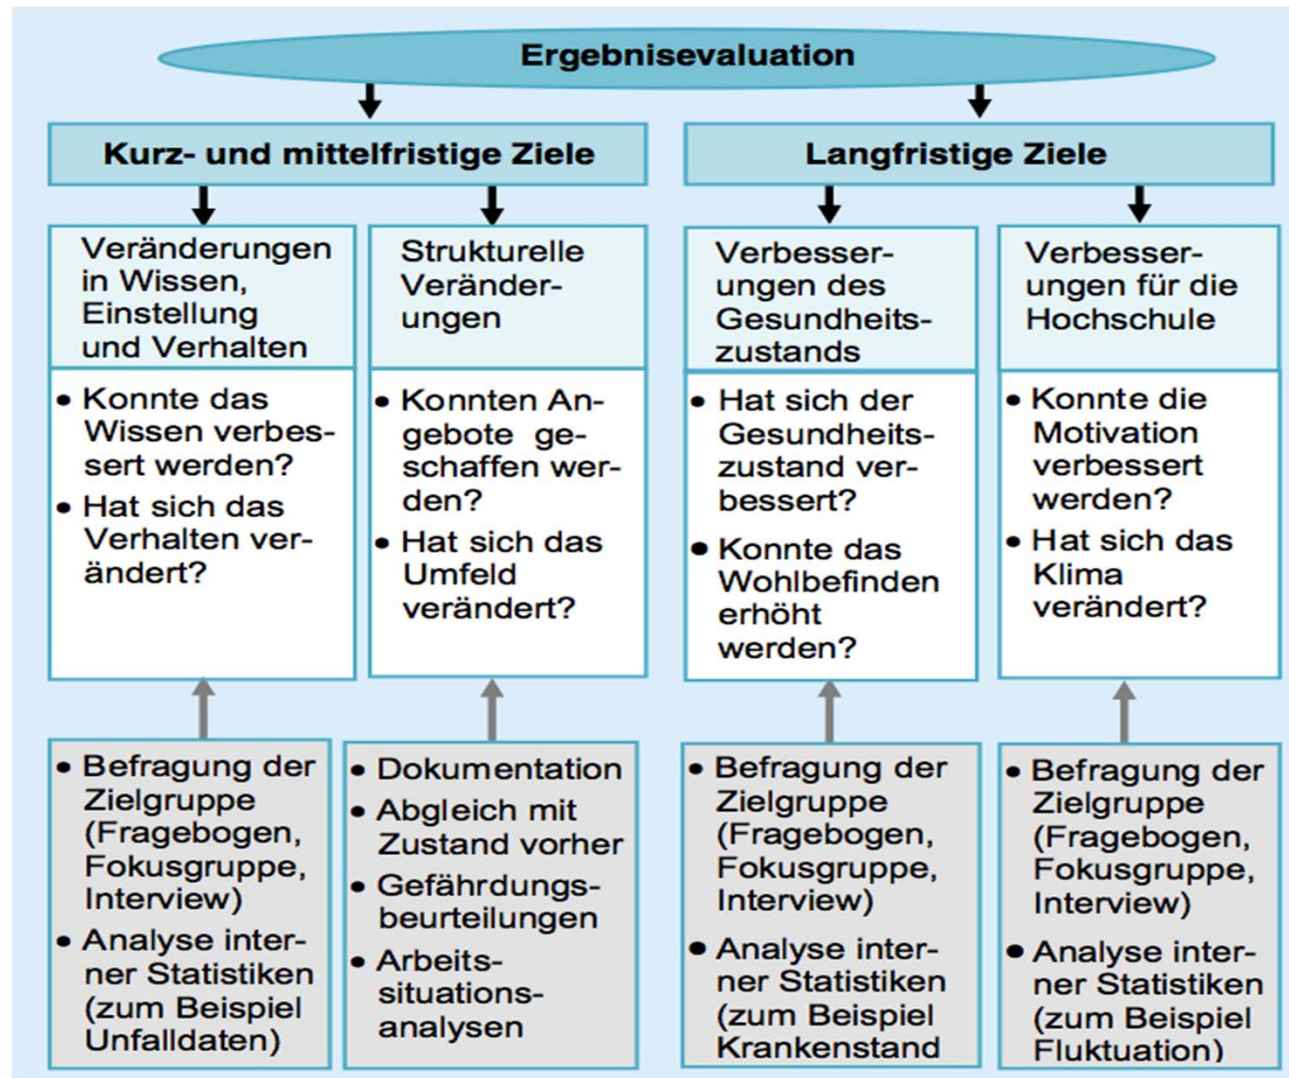 Ergebnisevaluation
Kurz- und mittelfristige Ziele
Veränderungen
in Wissen,
Einstellung
und Verhalten
• Konnte das
Wissen verbes-
sert werden?
• Hat sich das
Verhalten ver-
ändert?
• Befragung der
Zielgruppe
(Fragebogen,
Fokusgruppe,
Interview)
• Analyse inter-
ner Statistiken
(zum Beispiel
Unfalldaten)
Strukturelle
Veränder-
ungen
• Konnten An-
gebote ge-
schaffen wer-
den?
• Hat sich das
Umfeld
verändert?
• Dokumentation
• Abgleich mit
Zustand vorher
• Gefährdungs-
beurteilungen
• Arbeits-
situations-
analysen
Langfristige Ziele
Verbesser-
ungen des
Gesundheits-
zustands
• Hat sich der
Gesundheits-
zustand ver-
bessert?
• Konnte das
Wohlbefinden
erhöht
werden?
• Befragung der
Zielgruppe
(Fragebogen,
Fokusgruppe,
Interview)
• Analyse inter-
ner Statistiken
(zum Beispiel
Krankenstand
Verbesser-
ungen für die
Hochschule
• Konnte die
Motivation
verbessert
werden?
• Hat sich das
Klima
verändert?
• Befragung der
Zielgruppe
(Fragebogen,
Fokusgruppe,
Interview)
• Analyse inter-
ner Statistiken
(zum Beispiel
Fluktuation)